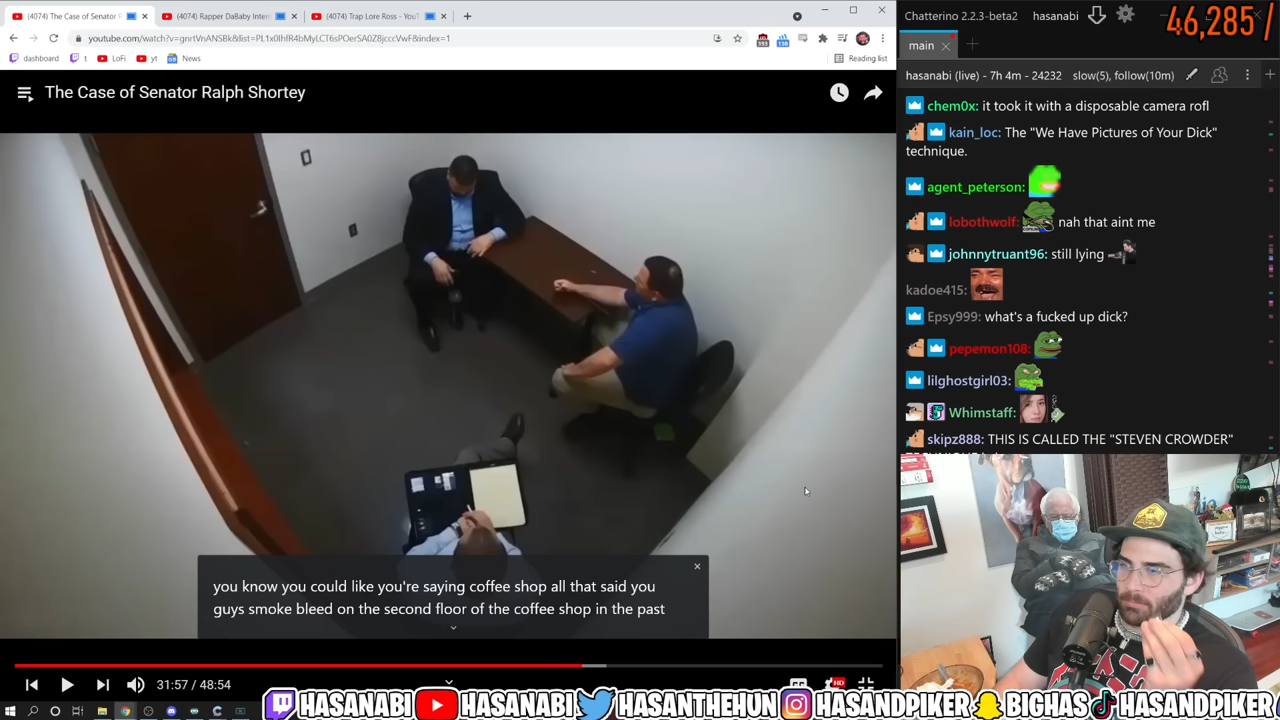 (4074) The Case of Senator R
(4074) Rapper DaBaby Inter
(4074) Trap Lore Ross - YouT
youtube.com/watch?v=gnrtVnANSBk&list=PL1x0lhfR4bMyLCT6sPOerSA0Z8jcccVwF&index=1
dashboard
t
LoFi
yt
News
Reading list
The Case of Senator Ralph Shortey
you know you could like you're saying coffee shop all that said you
guys smoke bleed on the second floor of the coffee shop in the past
31:57 / 48:54
HD
Chatterino 2.2.3-beta2
hasanabi
46,285 /
main
hasanabi (live) - 7h 4m - 24232
slow(5), follow(10m)
chem0x: it took it with a disposable camera rofl
kain_loc: The "We Have Pictures of Your Dick"
technique.
agent_peterson:
lobothwolf: nah that aint me
johnnytruant96: still lying
kadoe415:
Epsy999: what's a fucked up dick?
pepemon108:
lilghostgirl03:
Whimstaff:
skipz888: THIS IS CALLED THE "STEVEN CROWDER"
HASANABI
HASANABI
HASANTHEHUN
HASANDPIKER
BIGHAS
HASANDPIKER